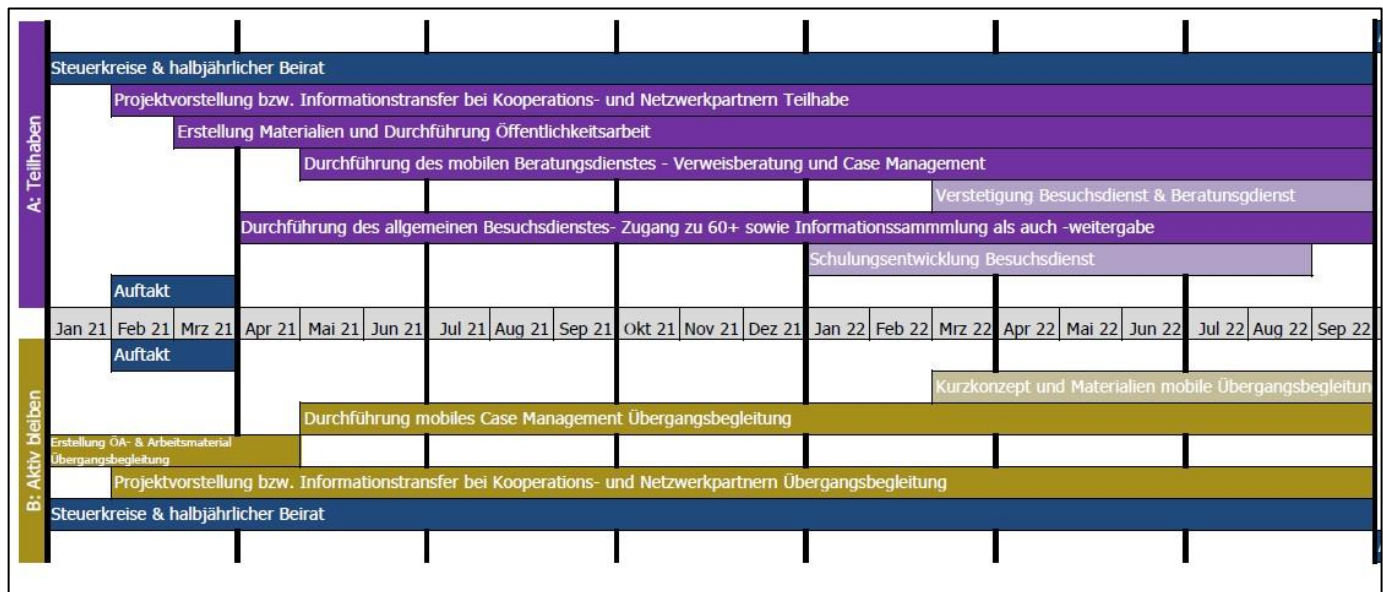 A: Teilhaben
Steuerkreise & halbjährlicher Beirat
Projektvorstellung bzw. Informationstransfer bei Kooperations- und Netzwerkpartnern Teilhabe
Erstellung Materialien und Durchführung Öffentlichkeitsarbeit
Durchführung des mobilen Beratungsdienstes - Verweisberatung und Case Management
Verstetigung Besuchsdienst & Beratunsgdienst
Durchführung des allgemeinen Besuchsdienstes- Zugang zu 60+ sowie Informationssammmlung als auch -weitergabe
Schulungsentwicklung Besuchsdienst
Auftakt
Jan 21 Feb 21 Mrz 21 Apr 21 Mai 21 Jun 21 Jul 21 Aug 21 Sep 21 Okt 21 Nov 21 Dez 21 Jan 22 Feb 22 Mrz 22 Apr 22 Mai 22 Jun 22 Jul 22 Aug 22 Sep 22
B: Aktiv bleiben
Auftakt
Kurzkonzept und Materialien mobile Übergangsbegleitun
Durchführung mobiles Case Management Übergangsbegleitung
Erstellung ÖA- & Arbeitsmaterial
Übergangsbegleitung
Projektvorstellung bzw. Informationstransfer bei Kooperations- und Netzwerkpartnern Übergangsbegleitung
Steuerkreise & halbjährlicher Beirat